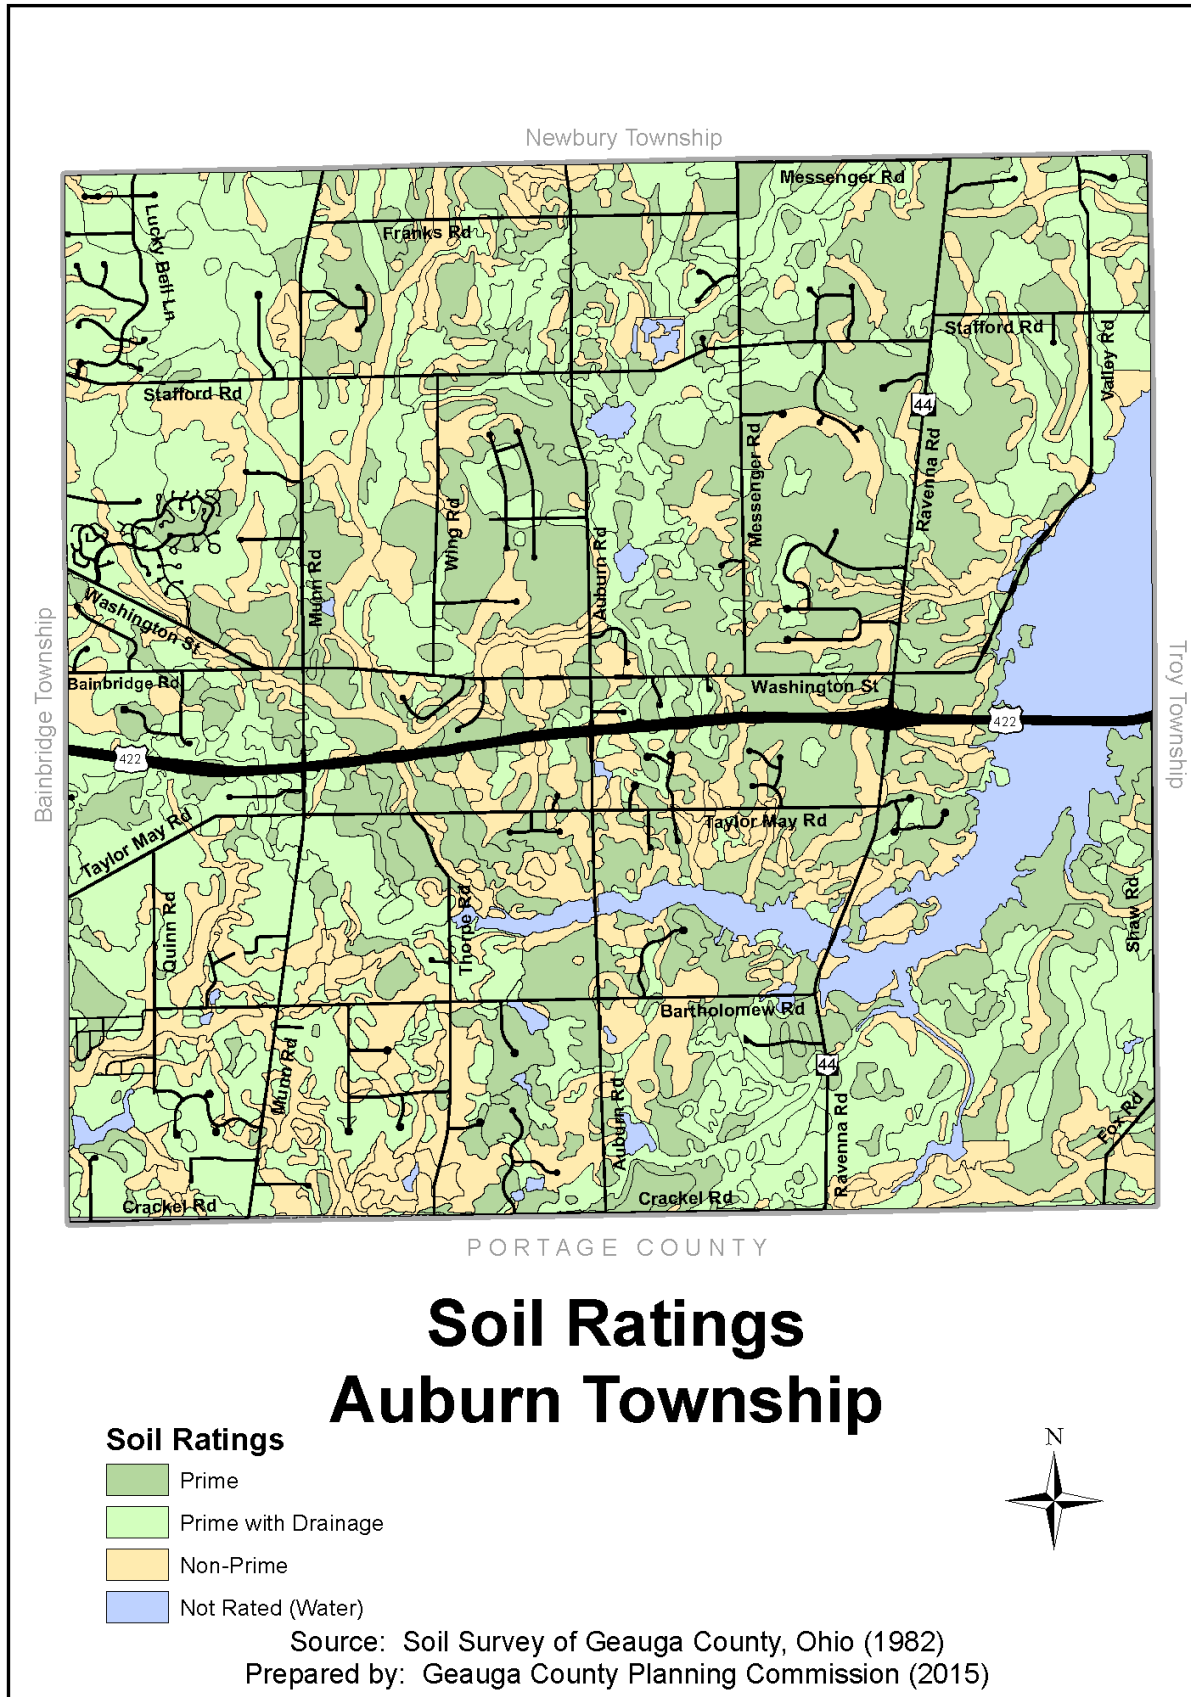 Newbury Township
Messenger Rd
Lucky Bell Ln
Franks Rd
Stafford Rd
Valley Rd
Stafford Rd
44
Messenger Rd
Ravenna Rd
Wing Rd
Auburn Rd
Munn Rd
Washington St
Bainbridge Township
Troy Township
Bainbridge Rd
Washington St
422
422
Taylor May Rd
Taylor May Rd
Quinn Rd
Thorpe Rd
Shaw Rd
Bartholomew Rd
44
Munn Rd
Auburn Rd
Ravenna Rd
Fox Rd
Crackel Rd
Crackel Rd
PORTAGE COUNTY
Soil Ratings
Auburn Township
Soil Ratings
Prime
Prime with Drainage
Non-Prime
Not Rated (Water)
N
Source: Soil Survey of Geauga County, Ohio (1982)
Prepared by: Geauga County Planning Commission (2015)